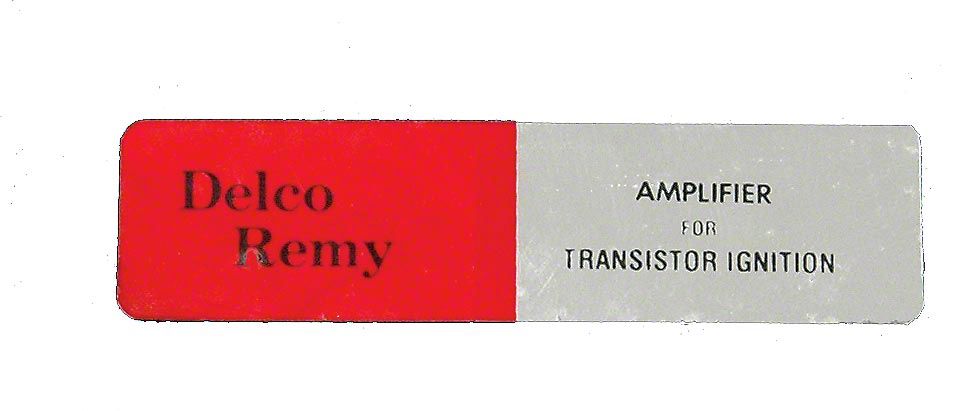 Delco
Remy
AMPLIFIER
FOR
TRANSISTOR IGNITION